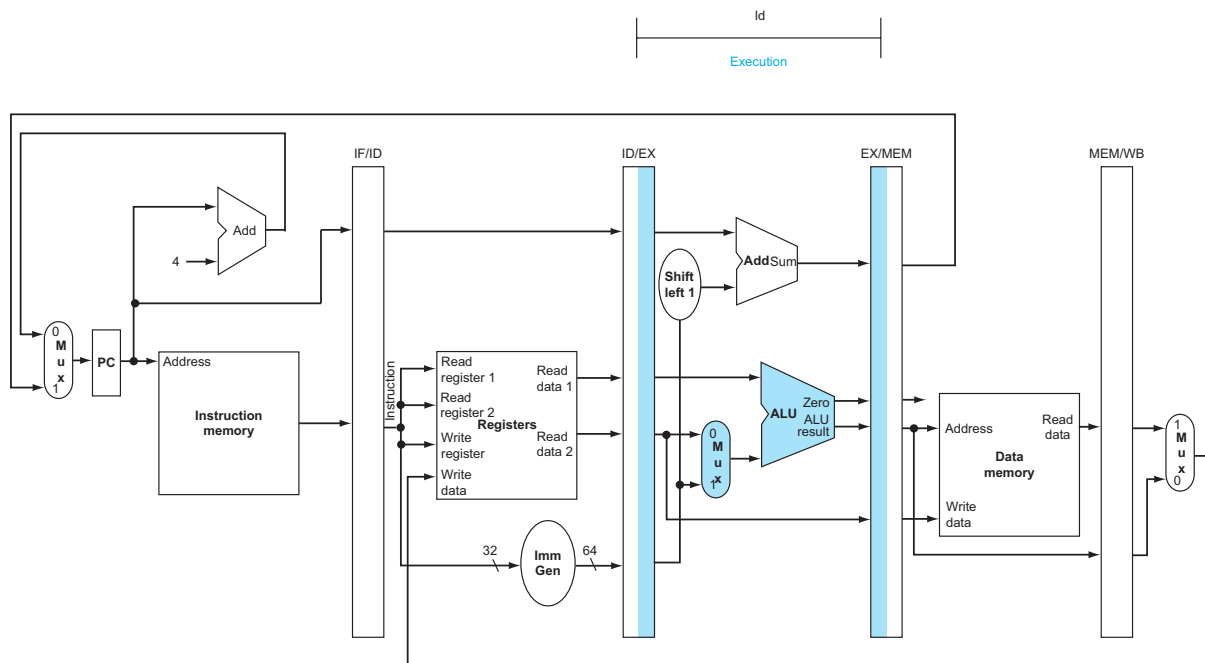 ld
Execution
IF/ID
ID/EX
EX/MEM
MEM/WB
Add
4
Add Sum
Shift
left 1
0
M
u
x
1
PC
Address
Instruction
memory
Instruction
Read
register 1
Read
register 2
Registers
Write
register
Write
data
Read
data 1
Read
data 2
0
M
u
x
1
Zero
ALU
ALU
result
Address
Read
data
Data
memory
Write
data
1
M
u
x
0
32
Imm
Gen
64